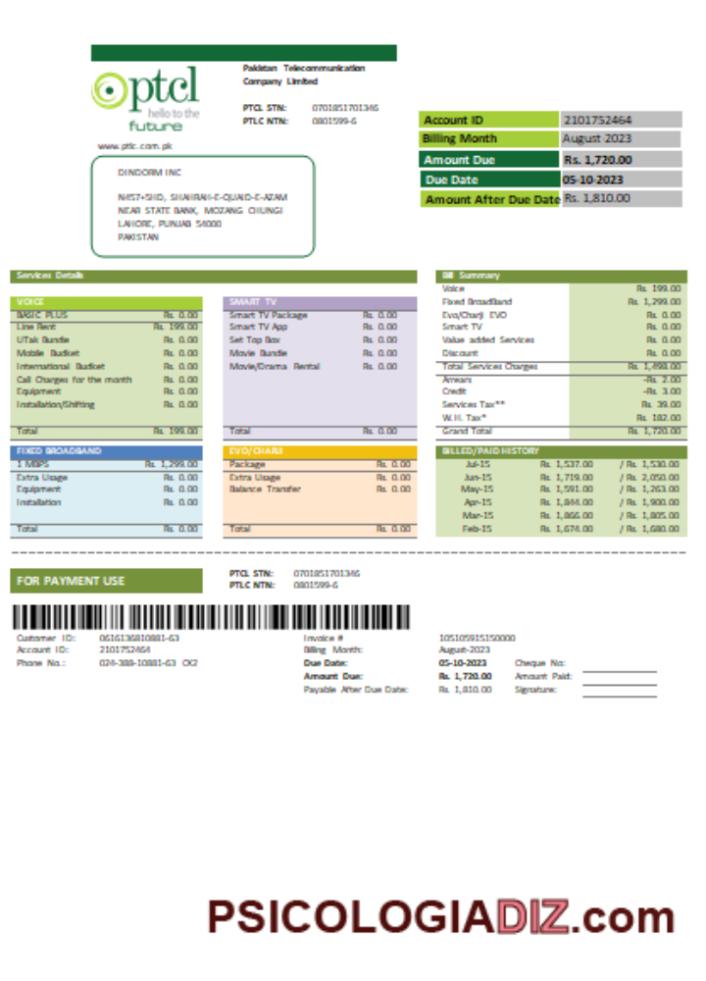 Pakistan Telecommunication
Company Limited
ptcl
hello to the
future
PTCL STN: 0701851701346
PTLC NTN: 0801599-6
www.ptlc.com.pk
Account ID 2101752464
Billing Month August 2023
Amount Due Rs. 1,720.00
Due Date 05-10-2023
Amount After Due Date Rs. 1,810.00
DINDORM INC
N457+5HD, SHAHRAH-E-QUAID-E-AZAM
NEAR STATE BANK, MOZANG CHUNGI
LAHORE, PUNJAB 54000
PAKISTAN
Services Details
VOICE
BASIC PLUS Rs. 0.00
Line Rent Rs. 199.00
UTak Bundle Rs. 0.00
Mobile Bucket Rs. 0.00
International Bucket Rs. 0.00
Call Charges for the month Rs. 0.00
Equipment Rs. 0.00
Installation/Shifting Rs. 0.00
Total Rs. 199.00
SMART TV
Smart TV Package Rs. 0.00
Smart TV App Rs. 0.00
Set Top Box Rs. 0.00
Movie Bundle Rs. 0.00
Movie/Drama Rental Rs. 0.00
Total Rs. 0.00
Bill Summary
Voice Rs. 199.00
Fixed BroadBand Rs. 1,299.00
Evo/Charji EVO Rs. 0.00
Smart TV Rs. 0.00
Value added Services Rs. 0.00
Discount Rs. 0.00
Total Services Charges Rs. 1,498.00
Arrears -Rs. 2.00
Credit -Rs. 3.00
Services Tax** Rs. 39.00
W.H. Tax* Rs. 182.00
Grand Total Rs. 1,720.00
FIXED BROADBAND
1 MBPS Rs. 1,299.00
Extra Usage Rs. 0.00
Equipment Rs. 0.00
Installation Rs. 0.00
Total Rs. 0.00
EVO/CHARJI
Package Rs. 0.00
Extra Usage Rs. 0.00
Balance Transfer Rs. 0.00
Total Rs. 0.00
BILLED/PAID HISTORY
Jul-15 Rs. 1,537.00 / Rs. 1,530.00
Jun-15 Rs. 1,719.00 / Rs. 2,050.00
May-15 Rs. 1,591.00 / Rs. 1,263.00
Apr-15 Rs. 1,844.00 / Rs. 1,900.00
Mar-15 Rs. 1,866.00 / Rs. 1,805.00
Feb-15 Rs. 1,674.00 / Rs. 1,680.00
FOR PAYMENT USE
PTCL STN: 0701851701346
PTLC NTN: 0801599-6
Customer ID: 0616136810881-63
Account ID: 2101752464
Phone No.: 024-388-10881-63 CK2
Invoice # 105105915150000
Billing Month: August-2023
Due Date: 05-10-2023
Amount Due: Rs. 1,720.00
Payable After Due Date: Rs. 1,810.00
Cheque No:
Amount Paid:
Signature:
PSICOLOGIADIZ.com